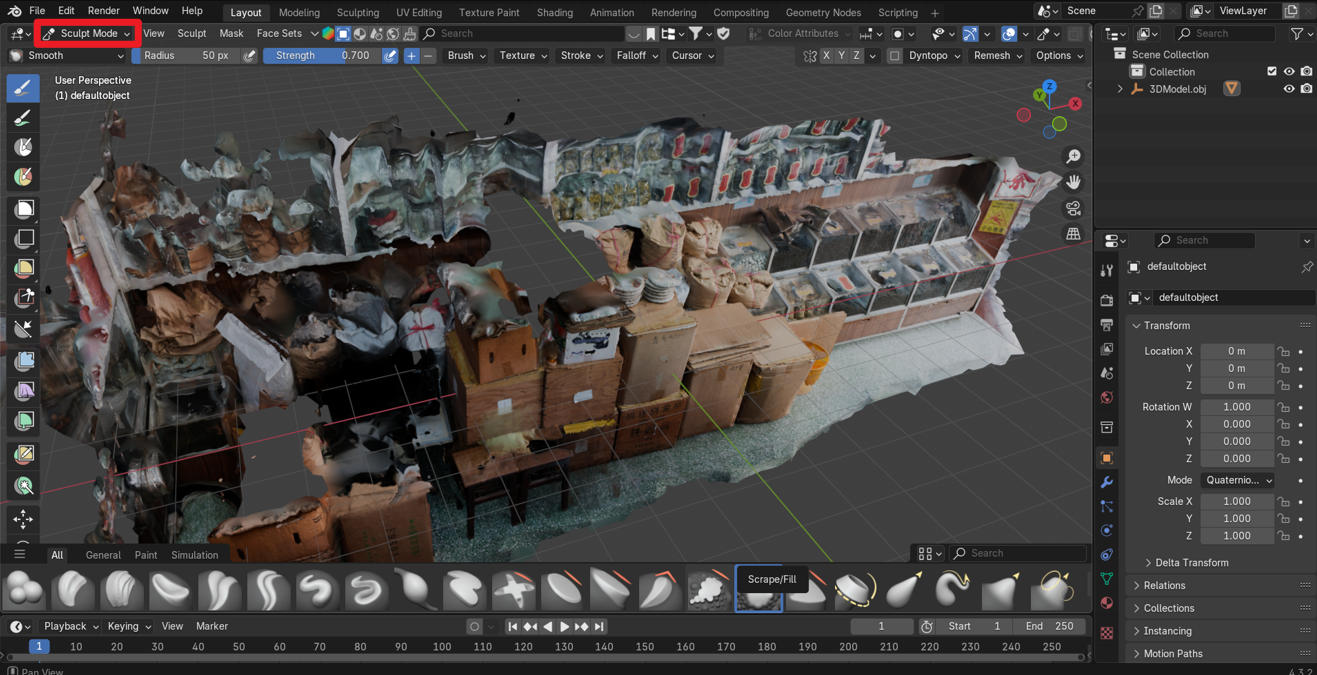 File Edit Render Window Help Layout Modeling Sculpting UV Editing Texture Paint Shading Animation Rendering Compositing Geometry Nodes Scripting + Scene ViewLayer
Sculpt Mode View Sculpt Mask Face Sets Search Color Attributes Search
Smooth Radius 50 px Strength 0.700 Brush Texture Stroke Falloff Cursor X Y Z Dyntopo Remesh Options
Scene Collection
Collection
3DModel.obj
User Perspective
(1) defaultobject
Z
Y
X
Search
defaultobject
defaultobject
Transform
Location X 0 m
Y 0 m
Z 0 m
Rotation W 1.000
X 0.000
Y 0.000
Z 0.000
Mode Quaternio...
Scale X 1.000
Y 1.000
Z 1.000
Delta Transform
Relations
Collections
Instancing
Motion Paths
All General Paint Simulation Search
Scrape/Fill
Playback Keying View Marker 1 Start 1 End 250
1 10 20 30 40 50 60 70 80 90 100 110 120 130 140 150 160 170 180 190 200 210 220 230 240 250
Pan View 4.3.2